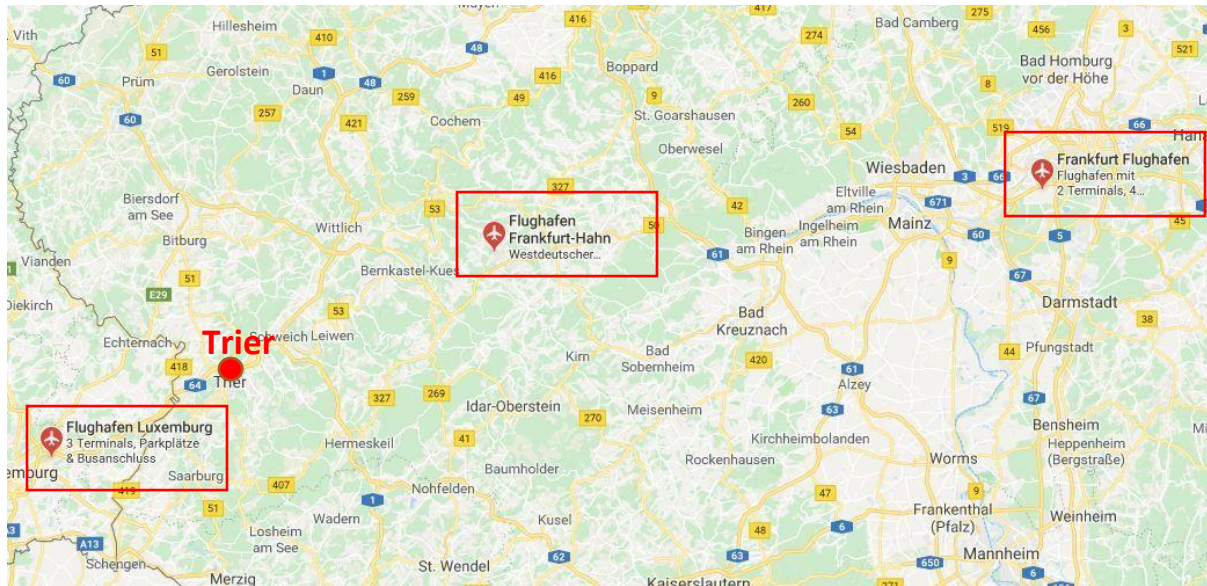 . Vith
51
Hillesheim
410
Mayen
416
417
274
Bad Camberg
275
456
3
521
60
Prüm
Gerolstein
Daun
1
48
48
416
Boppard
Bad Homburg
vor der Höhe
8
259
49
9
260
60
257
421
Cochem
St. Goarshausen
54
519
66
Hana
Oberwesel
Wiesbaden
3
66
Frankfurt Flughafen
Flughafen mit
2 Terminals, 4...
Biersdorf
am See
327
53
Flughafen
Frankfurt-Hahn
Westdeutscher...
50
42
Eltville
am Rhein
671
Mainz
45
Bitburg
Wittlich
Bingen
am Rhein
Ingelheim
am Rhein
60
5
Vianden
1
51
Bernkastel-Kues
61
9
67
Diekirch
E29
53
Darmstadt
Bad
Kreuznach
38
Echternach
Trier
Schweich
Leiwen
418
64
Trier
Kirn
Bad
Sobernheim
420
61
44
Pfungstadt
Alzey
327
269
Idar-Oberstein
270
Meisenheim
63
67
Bensheim
Flughafen Luxemburg
3 Terminals, Parkplätze
& Busanschluss
emburg
Saarburg
Hermeskeil
41
Kirchheimbolanden
Heppenheim
(Bergstraße)
Mi
Baumholder
Rockenhausen
Worms
419
407
Nohfelden
47
9
51
1
Wadern
Kusel
48
6
Frankenthal
(Pfalz)
Weinheim
3
A13
Losheim
am See
Schengen
Merzig
St. Wendel
62
63
Kaiserslautern
650
Mannheim
6
271